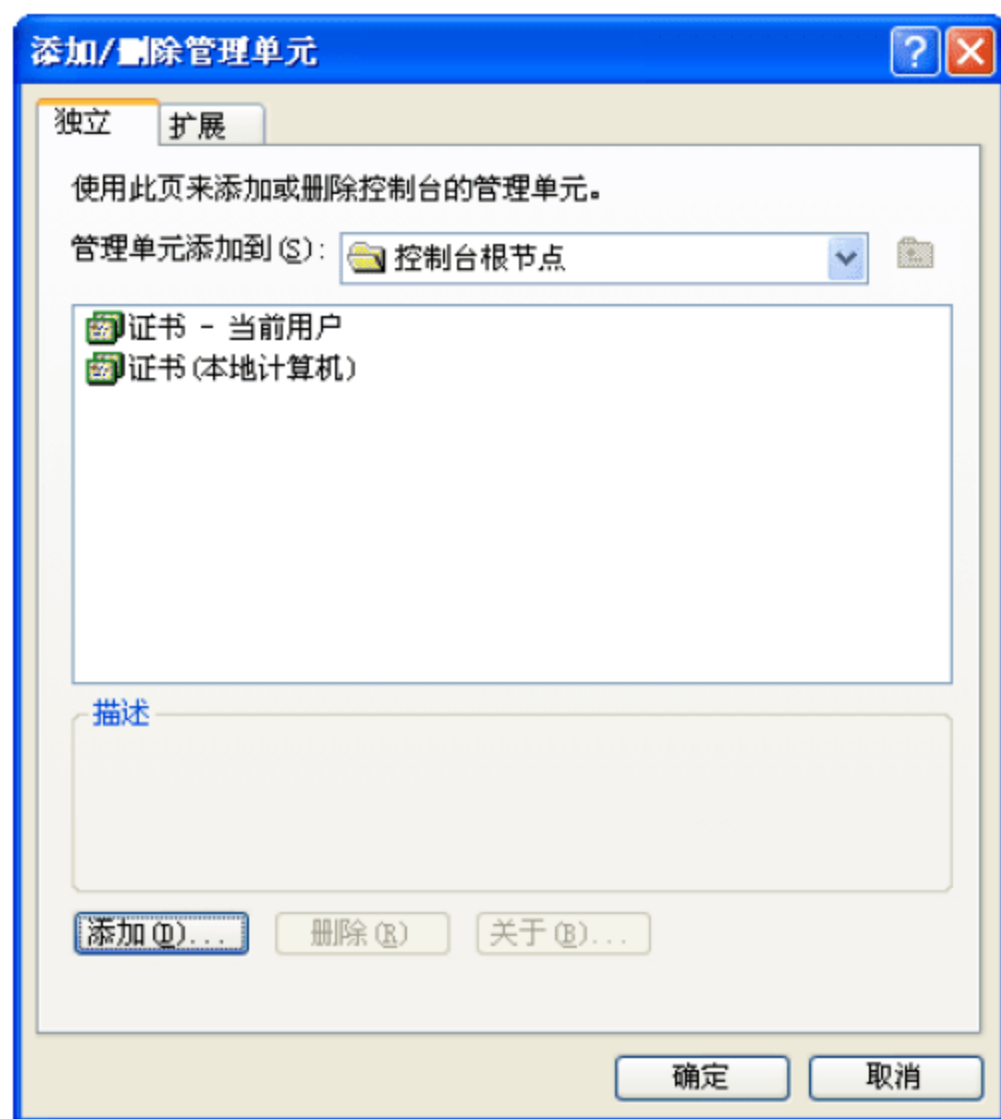 添加/删除管理单元
独立
扩展
使用此页来添加或删除控制台的管理单元。
管理单元添加到(S): 控制台根节点
证书 - 当前用户
证书(本地计算机)
描述
添加(D)... 删除(R) 关于(B)...
确定 取消